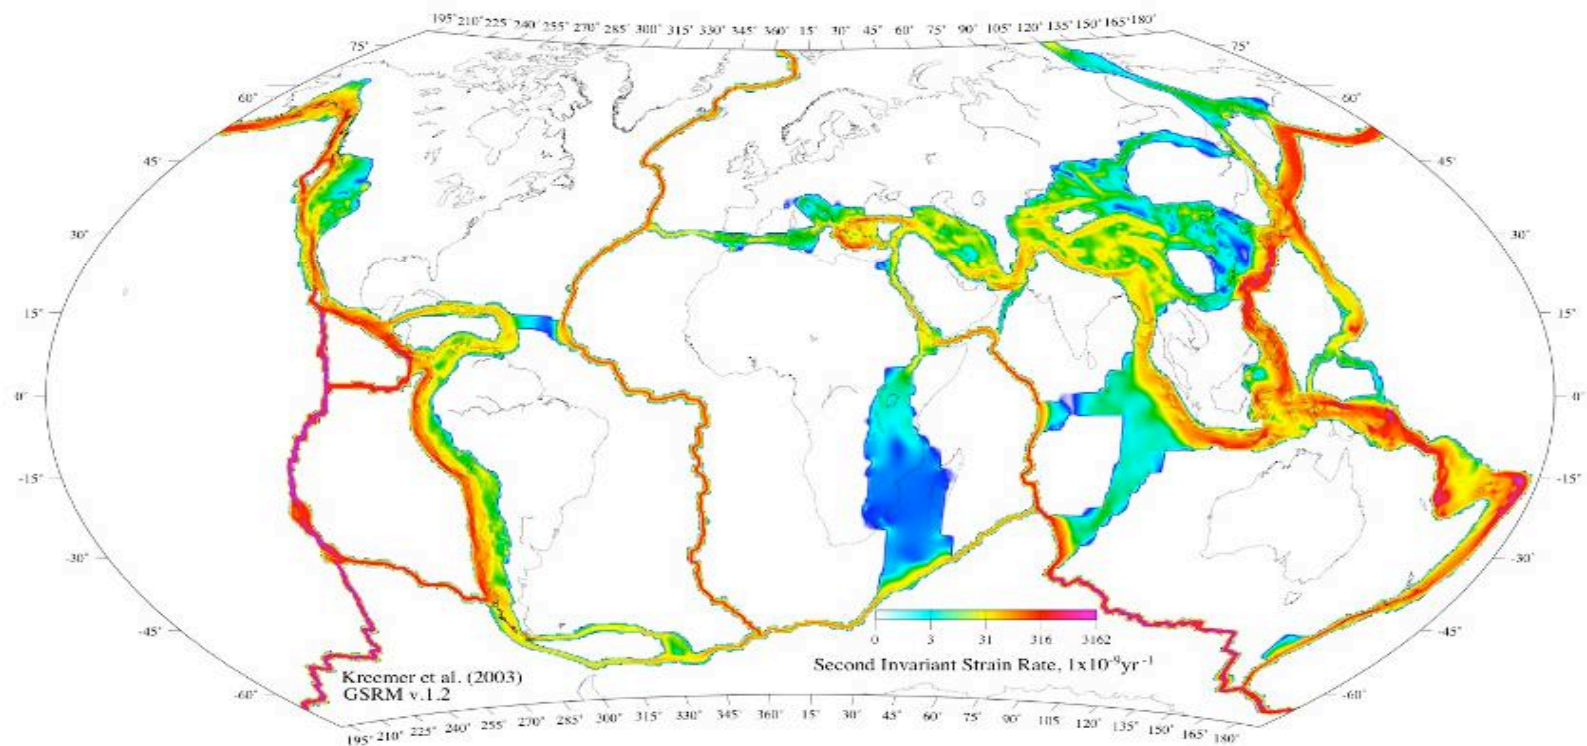 195° 210° 225° 240° 255° 270° 285° 300° 315° 330° 345° 360° 15° 30° 45° 60° 75° 90° 105° 120° 135° 150° 165° 180°
75° 75°
60° 60°
45° 45°
30° 30°
15° 15°
0° 0°
-15° -15°
-30° -30°
0 3 31 316 3162
-45° -45°
Second Invariant Strain Rate, 1x10⁻⁹yr⁻¹
Kreemer et al. (2003)
GSRM v.1.2
-60° -60°
195° 210° 225° 240° 255° 270° 285° 300° 315° 330° 345° 360° 15° 30° 45° 60° 75° 90° 105° 120° 135° 150° 165° 180°